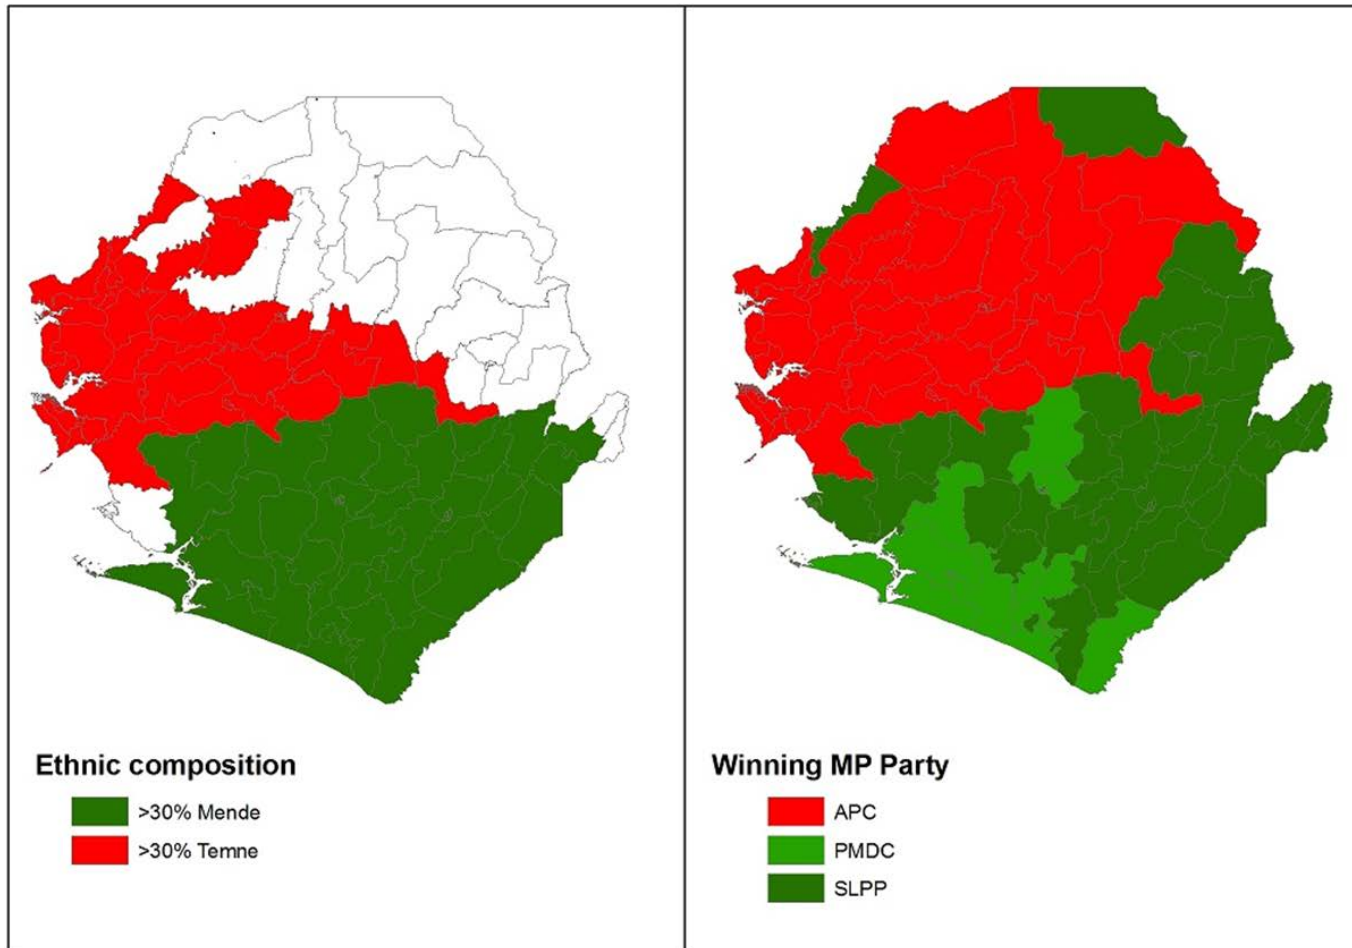 Ethnic composition
>30% Mende
>30% Temne
Winning MP Party
APC
PMDC
SLPP